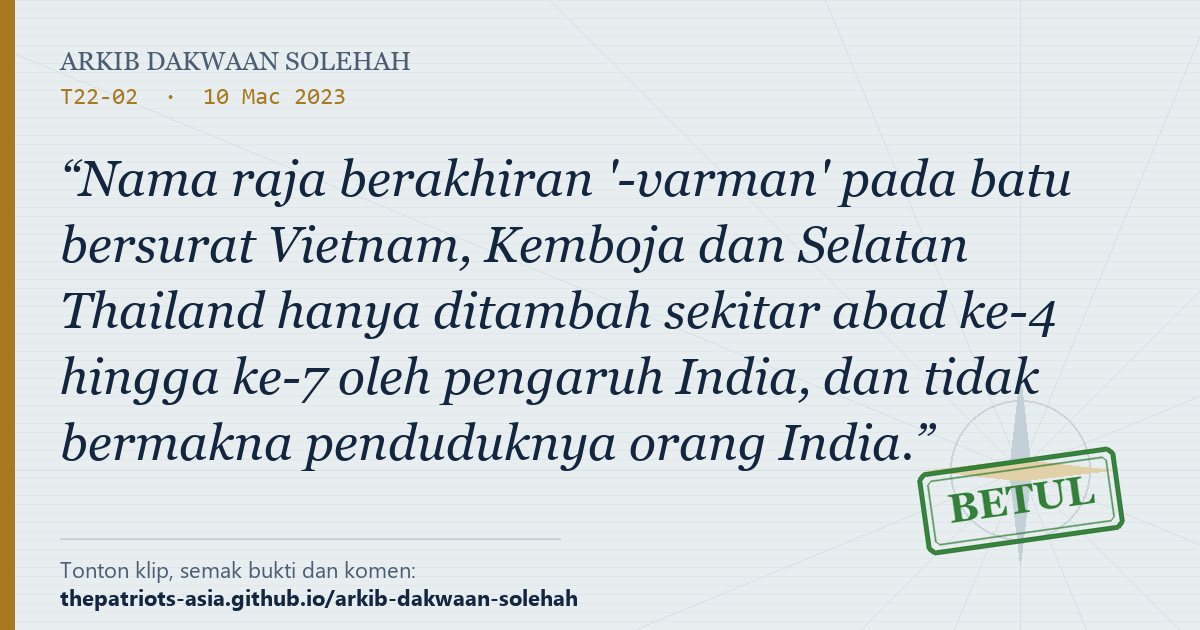 ARKIB DAKWAAN SOLEHAH
T22-02 · 10 Mac 2023
“Nama raja berakhiran '-varman' pada batu
bersurat Vietnam, Kemboja dan Selatan
Thailand hanya ditambah sekitar abad ke-4
hingga ke-7 oleh pengaruh India, dan tidak
bermakna penduduknya orang India.”
BETUL
Tonton klip, semak bukti dan komen:
thepatriots-asia.github.io/arkib-dakwaan-solehah